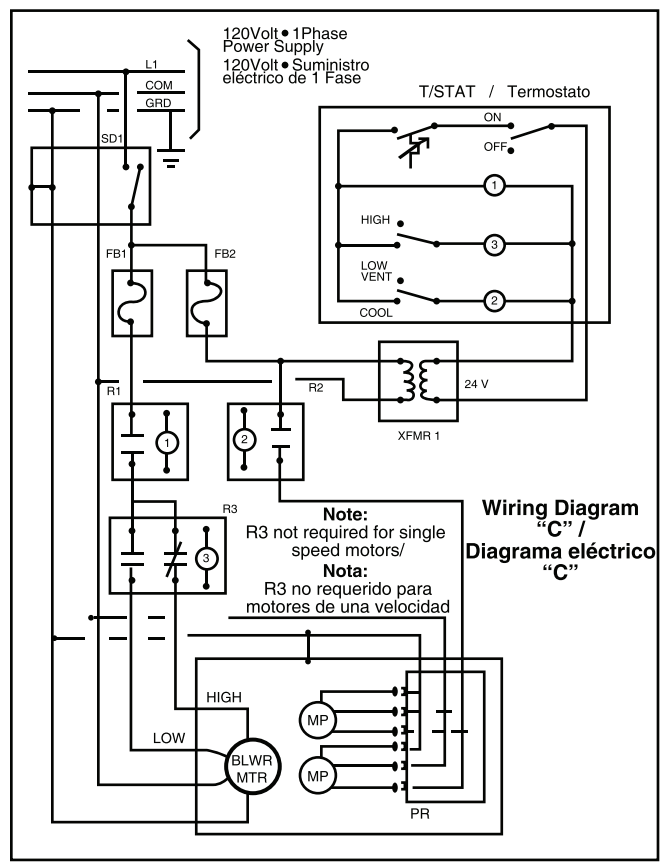 120Volt • 1Phase
Power Supply
120Volt • Suministro
eléctrico de 1 Fase
L1
COM
GRD
T/STAT / Termostato
SD1
ON
OFF
1
HIGH
3
LOW
VENT
2
COOL
FB1
FB2
R1
R2
24 V
XFMR 1
1
2
R3
3
Note:
R3 not required for single
speed motors/
Nota:
R3 no requerido para
motores de una velocidad
Wiring Diagram
“C” /
Diagrama eléctrico
“C”
HIGH
LOW
BLWR
MTR
MP
MP
PR